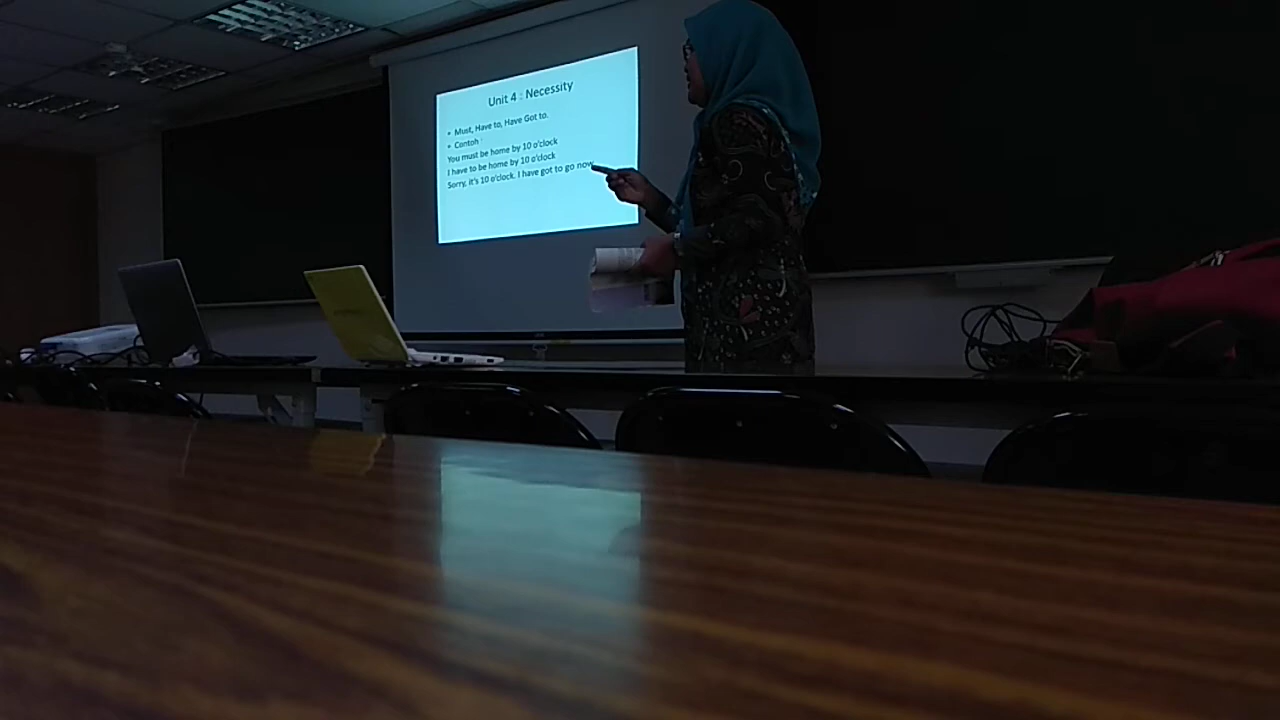 Unit 4 : Necessity
• Must, Have to, Have Got to.
• Contoh :
You must be home by 10 o'clock
I have to be home by 10 o'clock
Sorry, it's 10 o'clock. I have got to go now